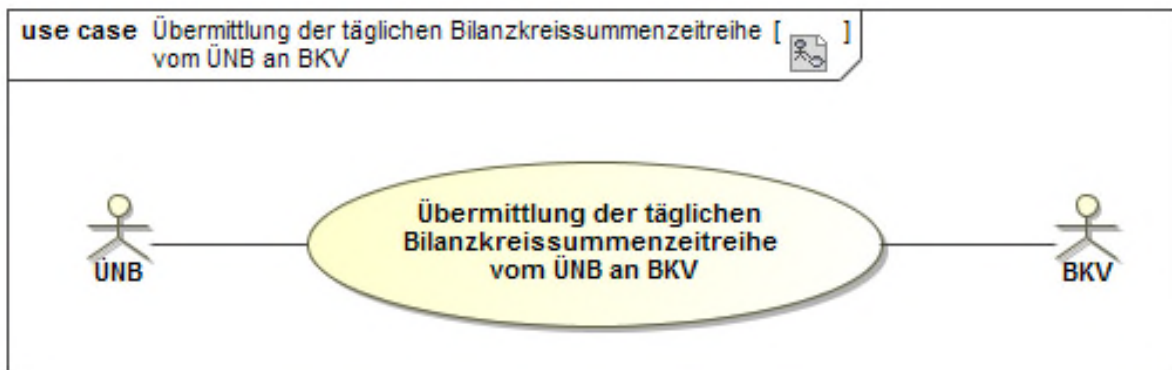 use case Übermittlung der täglichen Bilanzkreissummenzeitreihe [ ]
vom ÜNB an BKV
Übermittlung der täglichen
Bilanzkreissummenzeitreihe
vom ÜNB an BKV
ÜNB
BKV